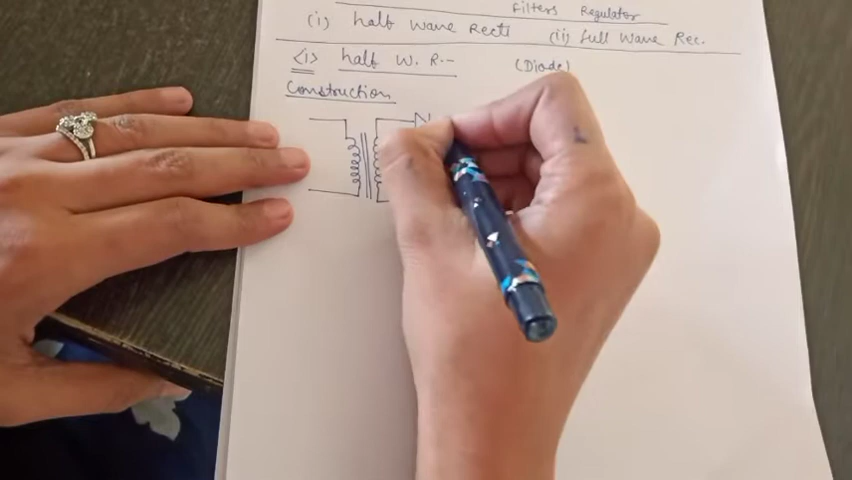 filters Regulator
(i) half wave Recti (ii) full wave Rec.
<i> half W. R.-
(Diode)
Construction